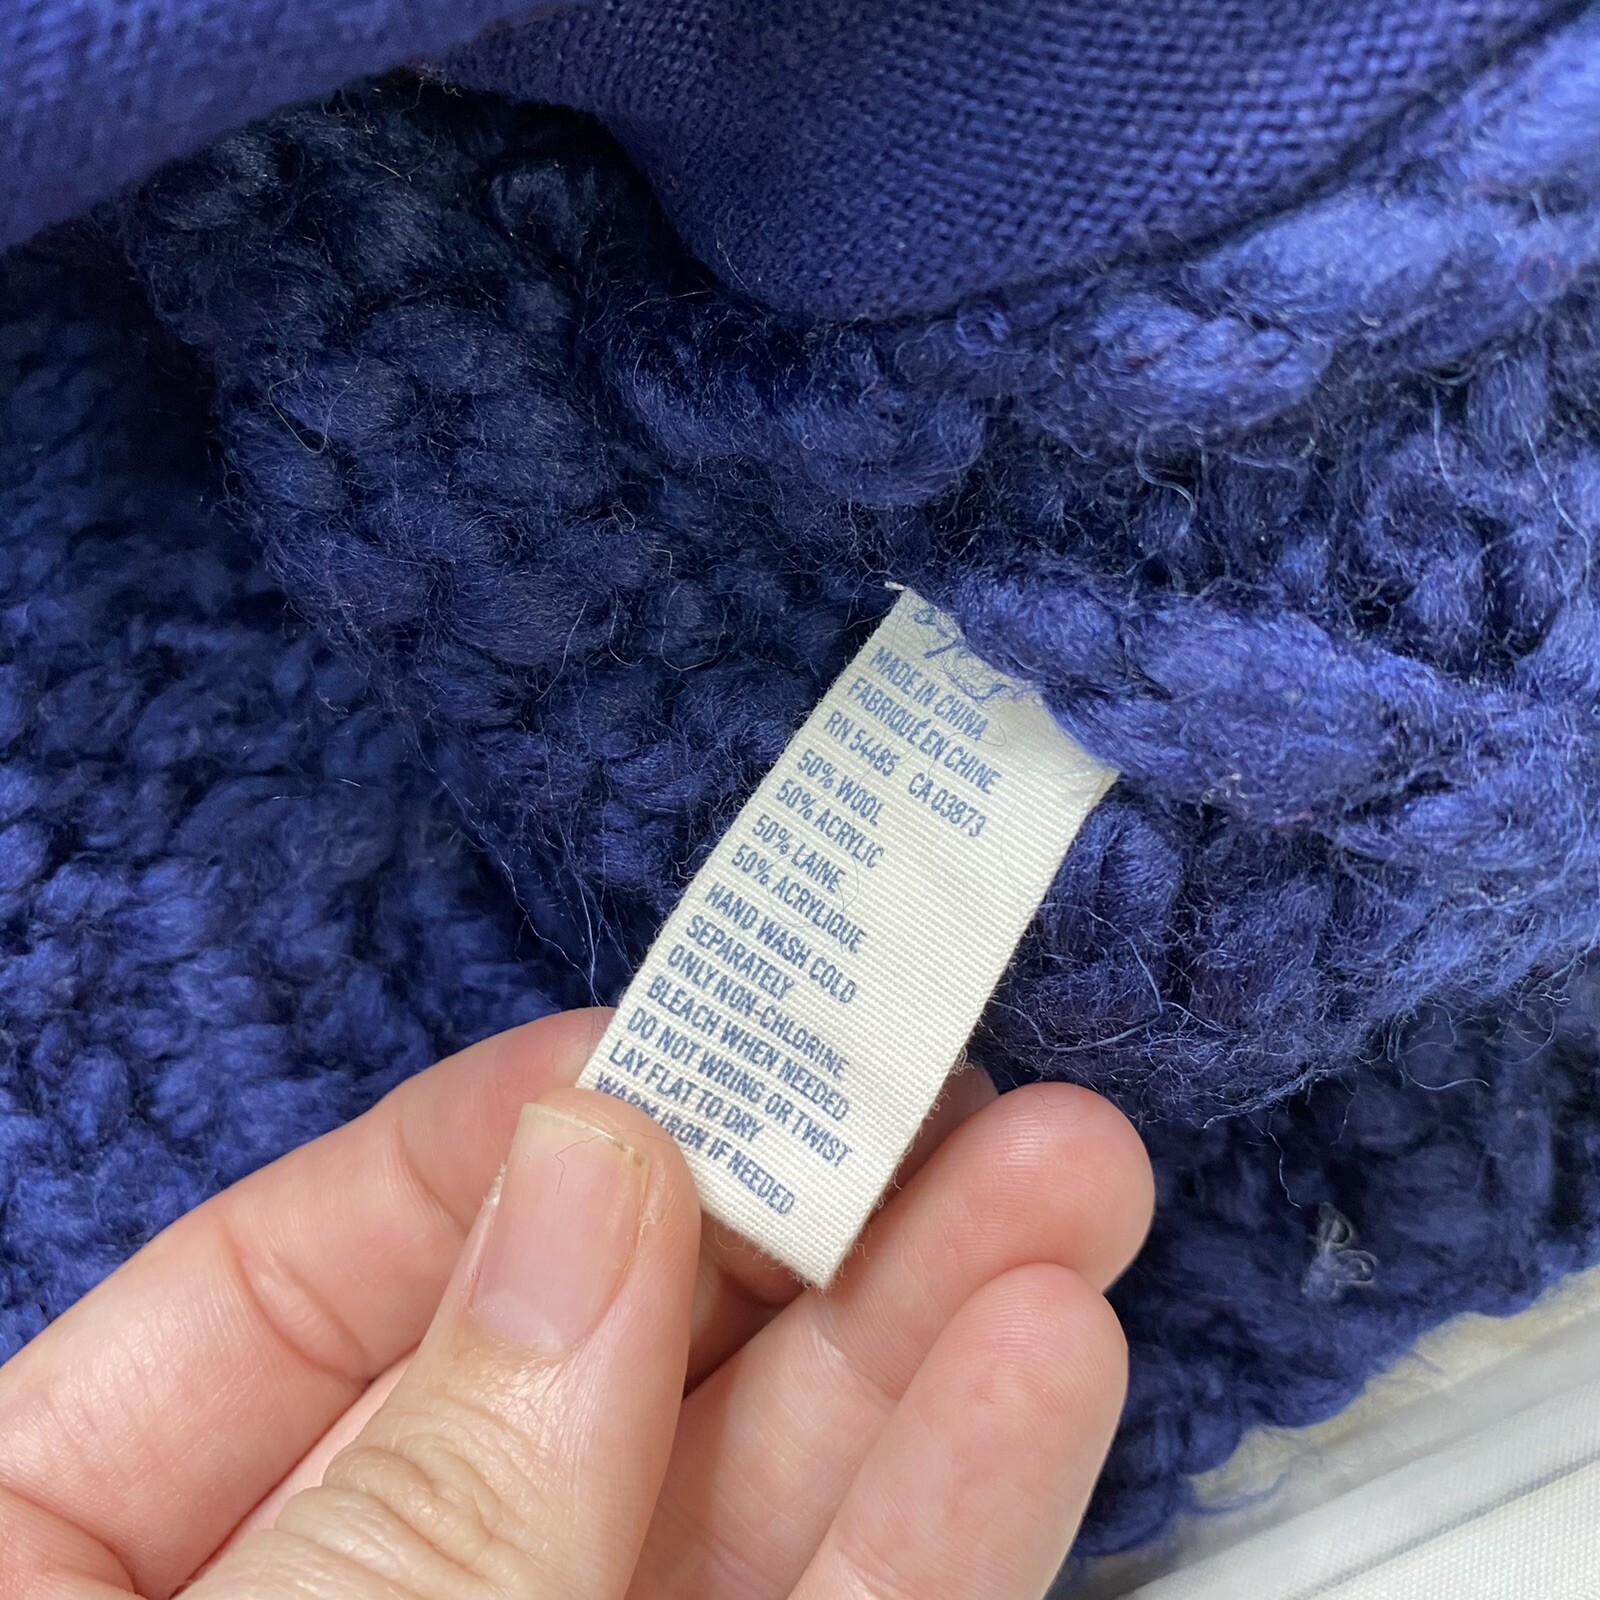 MADE IN CHINA
FABRIQUÉ EN CHINE
RN 54485 CA 03873
50% WOOL
50% ACRYLIC
50% LAINE
50% ACRYLIQUE
HAND WASH COLD
SEPARATELY
ONLY NON-CHLORINE
BLEACH WHEN NEEDED
DO NOT WRING OR TWIST
LAY FLAT TO DRY
WARM IRON IF NEEDED